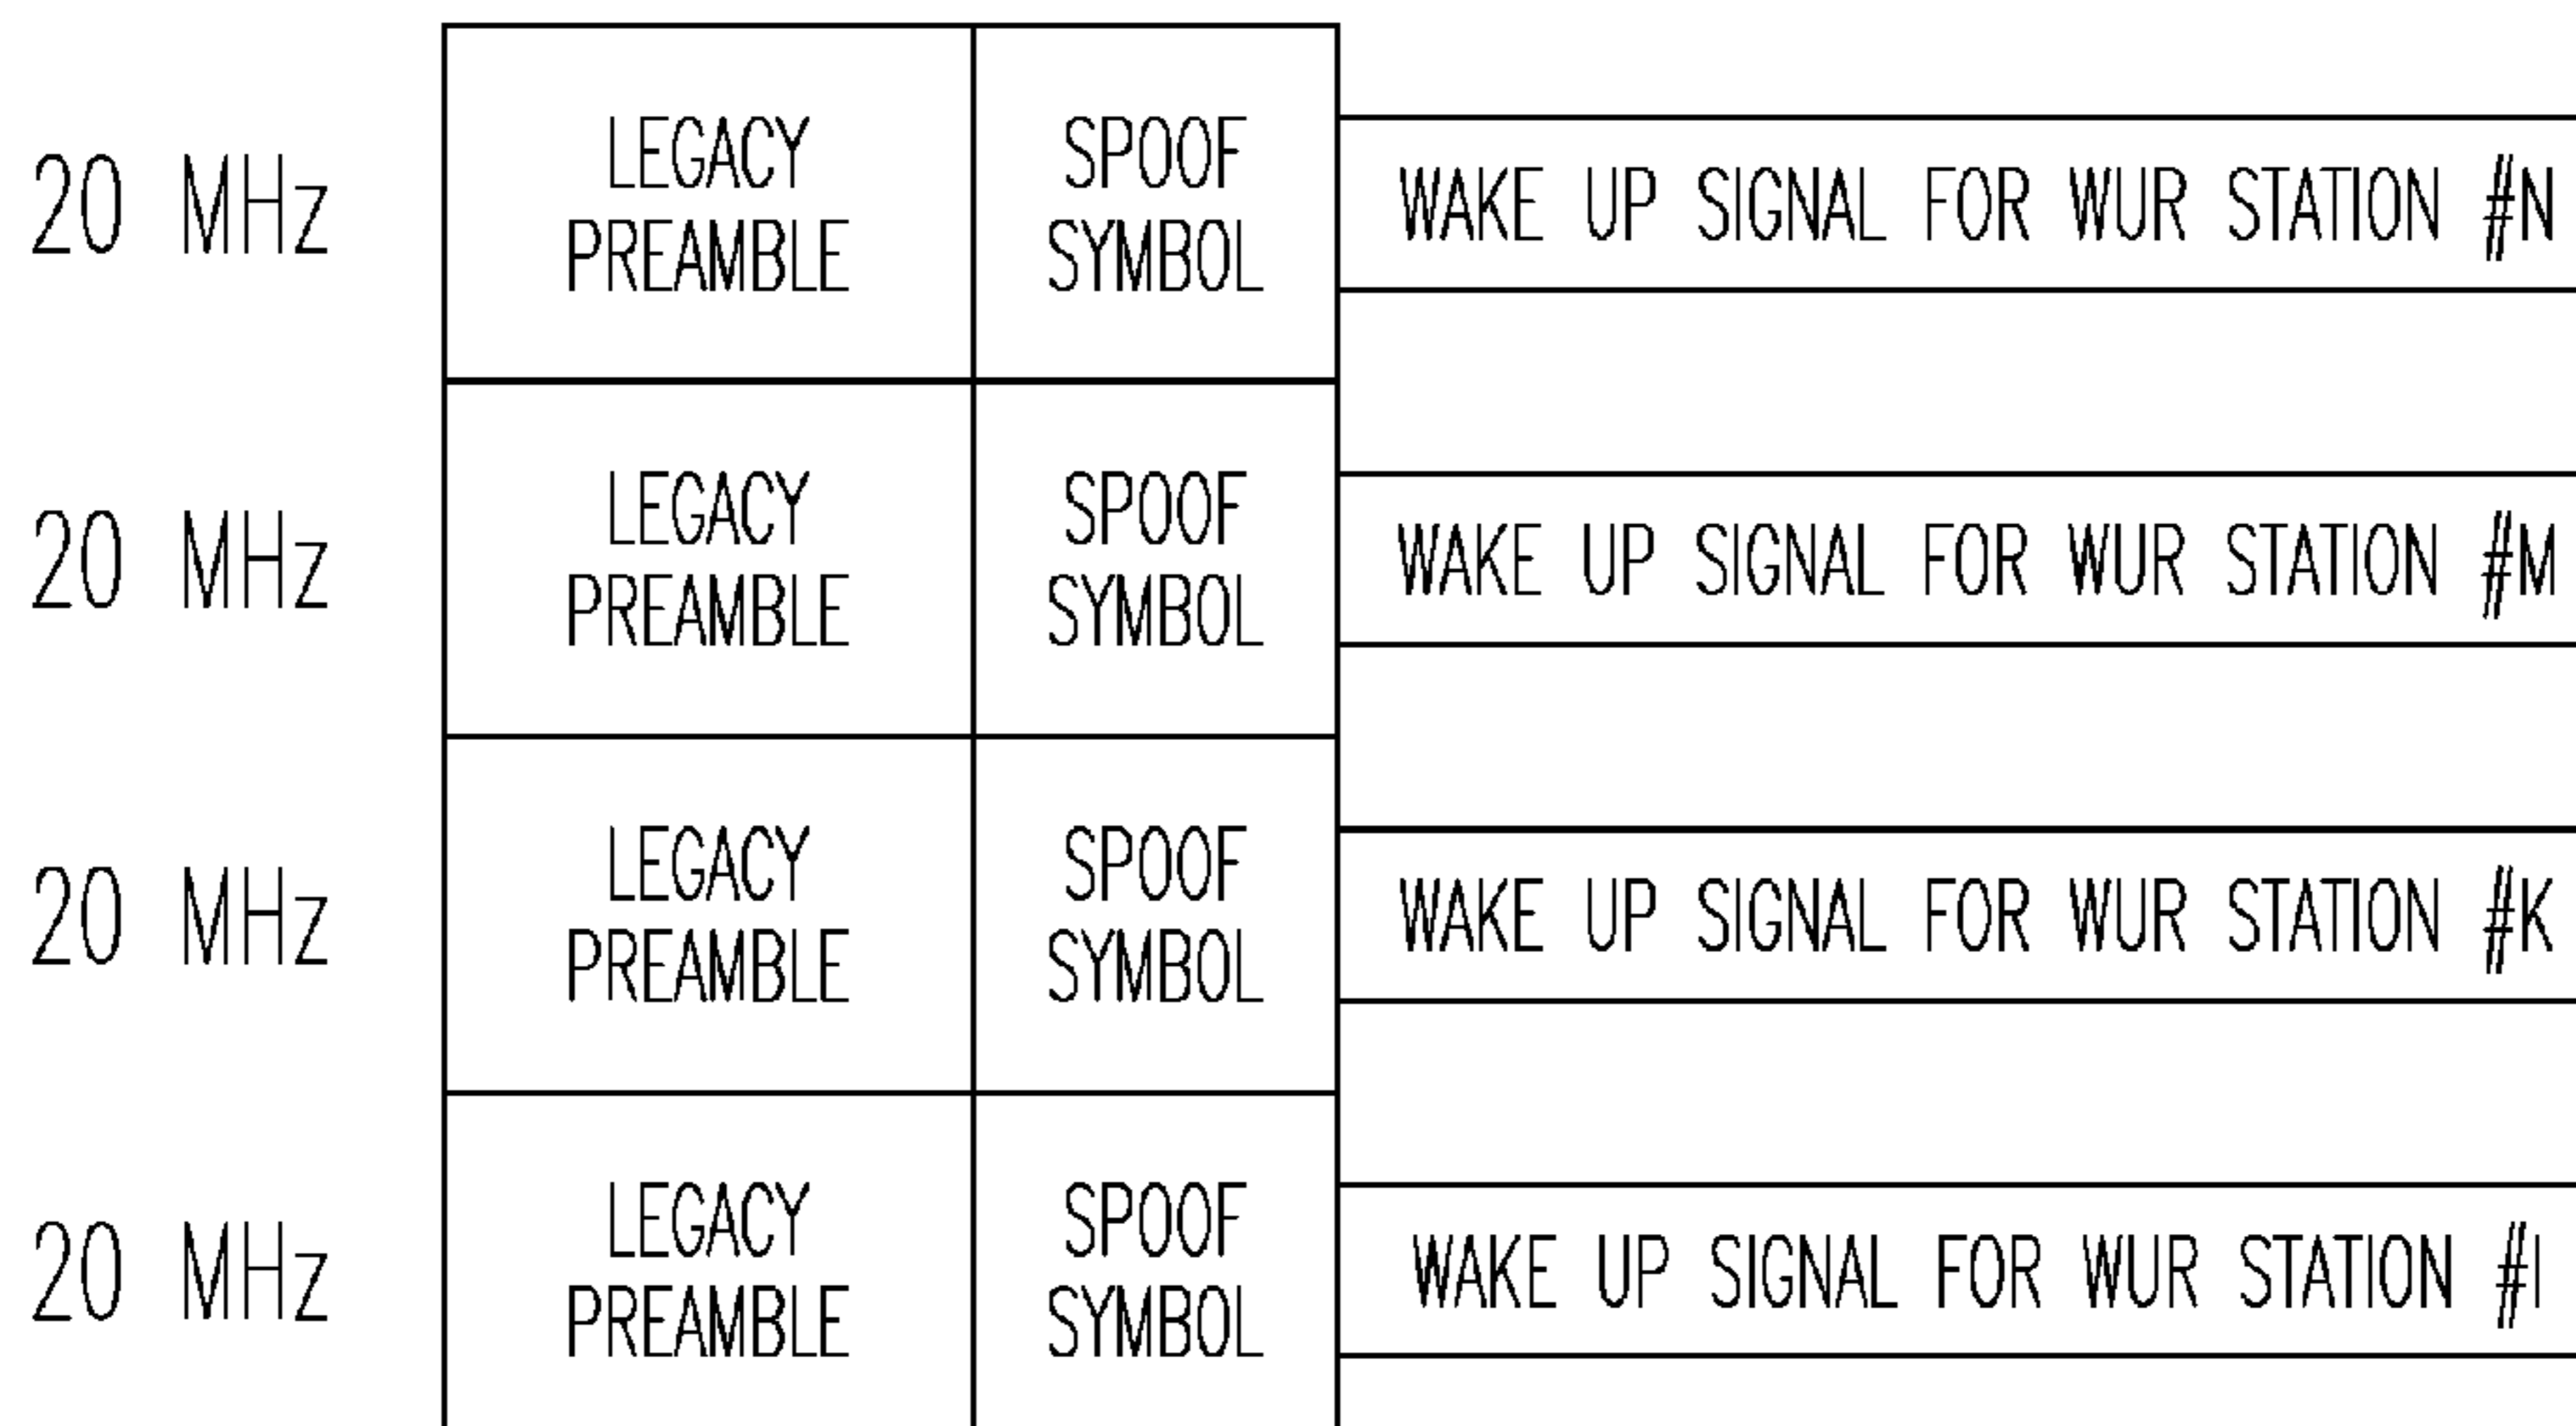 20 MHz
LEGACY
PREAMBLE
SPOOF
SYMBOL
WAKE UP SIGNAL FOR WUR STATION #N
20 MHz
LEGACY
PREAMBLE
SPOOF
SYMBOL
WAKE UP SIGNAL FOR WUR STATION #M
20 MHz
LEGACY
PREAMBLE
SPOOF
SYMBOL
WAKE UP SIGNAL FOR WUR STATION #K
20 MHz
LEGACY
PREAMBLE
SPOOF
SYMBOL
WAKE UP SIGNAL FOR WUR STATION #I